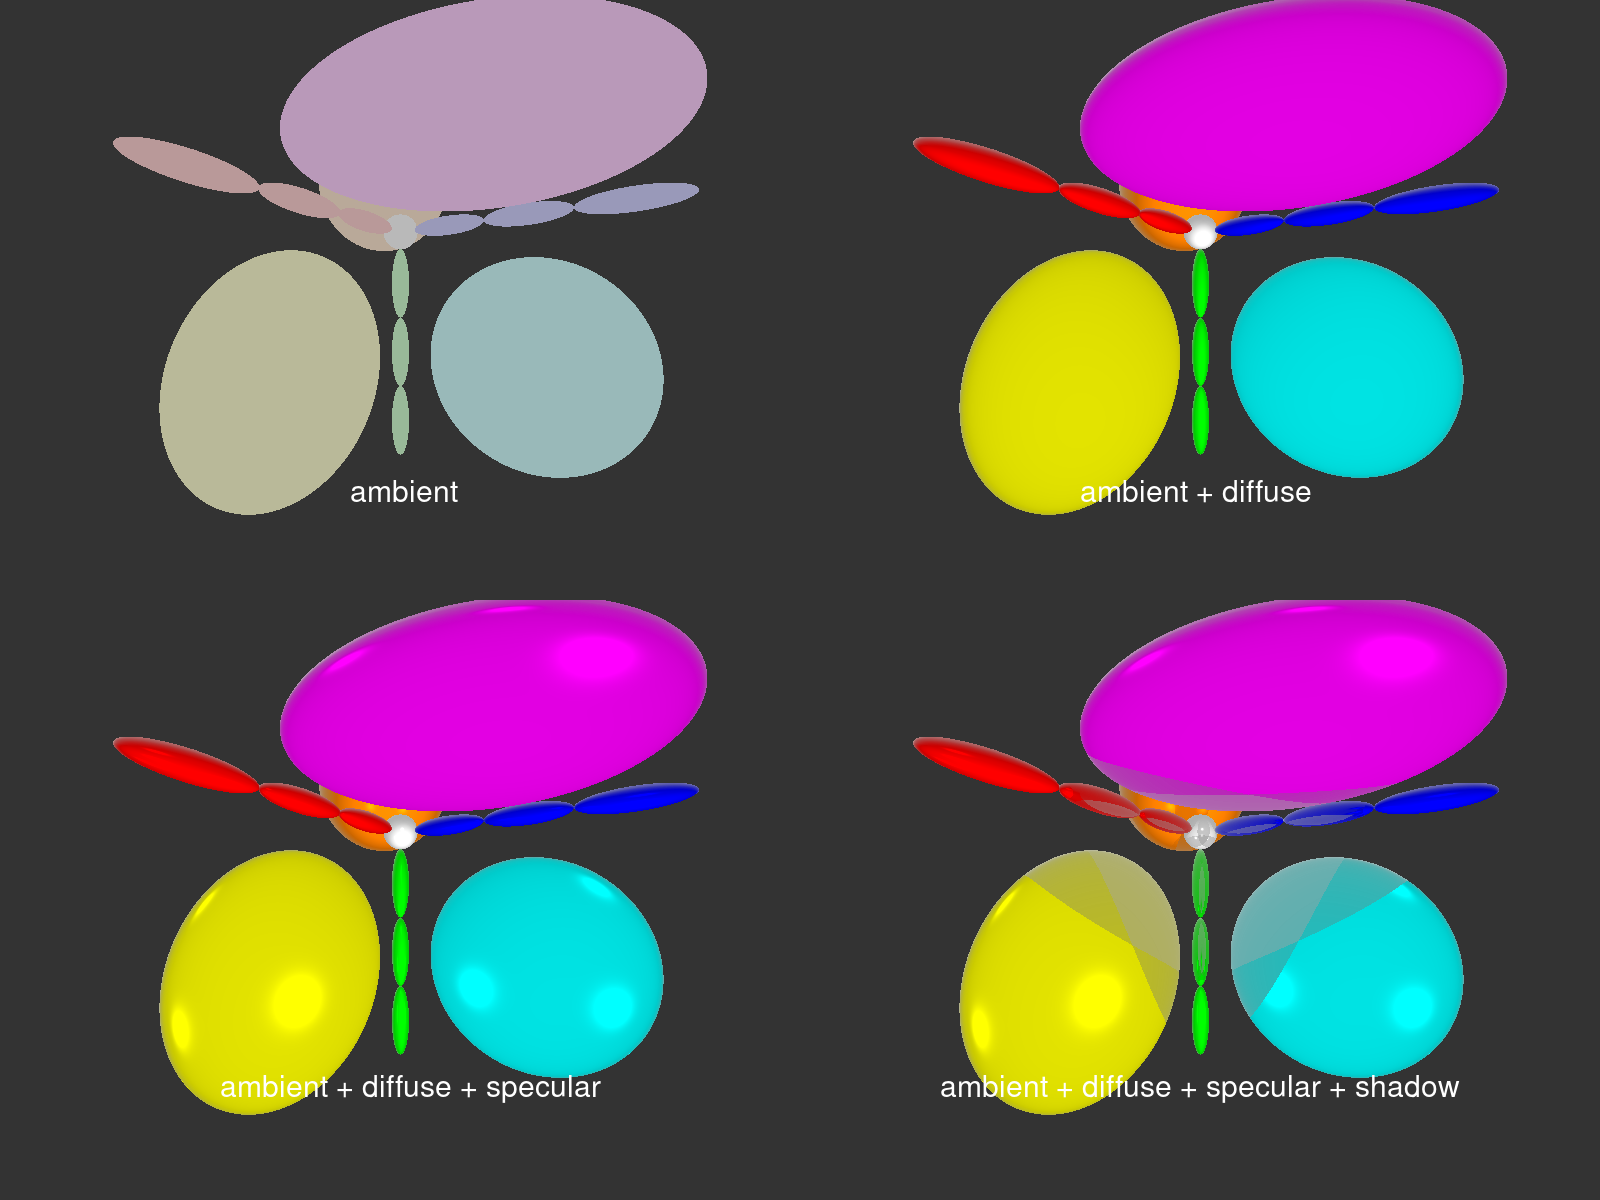 ambient
ambient + diffuse
ambient + diffuse + specular
ambient + diffuse + specular + shadow